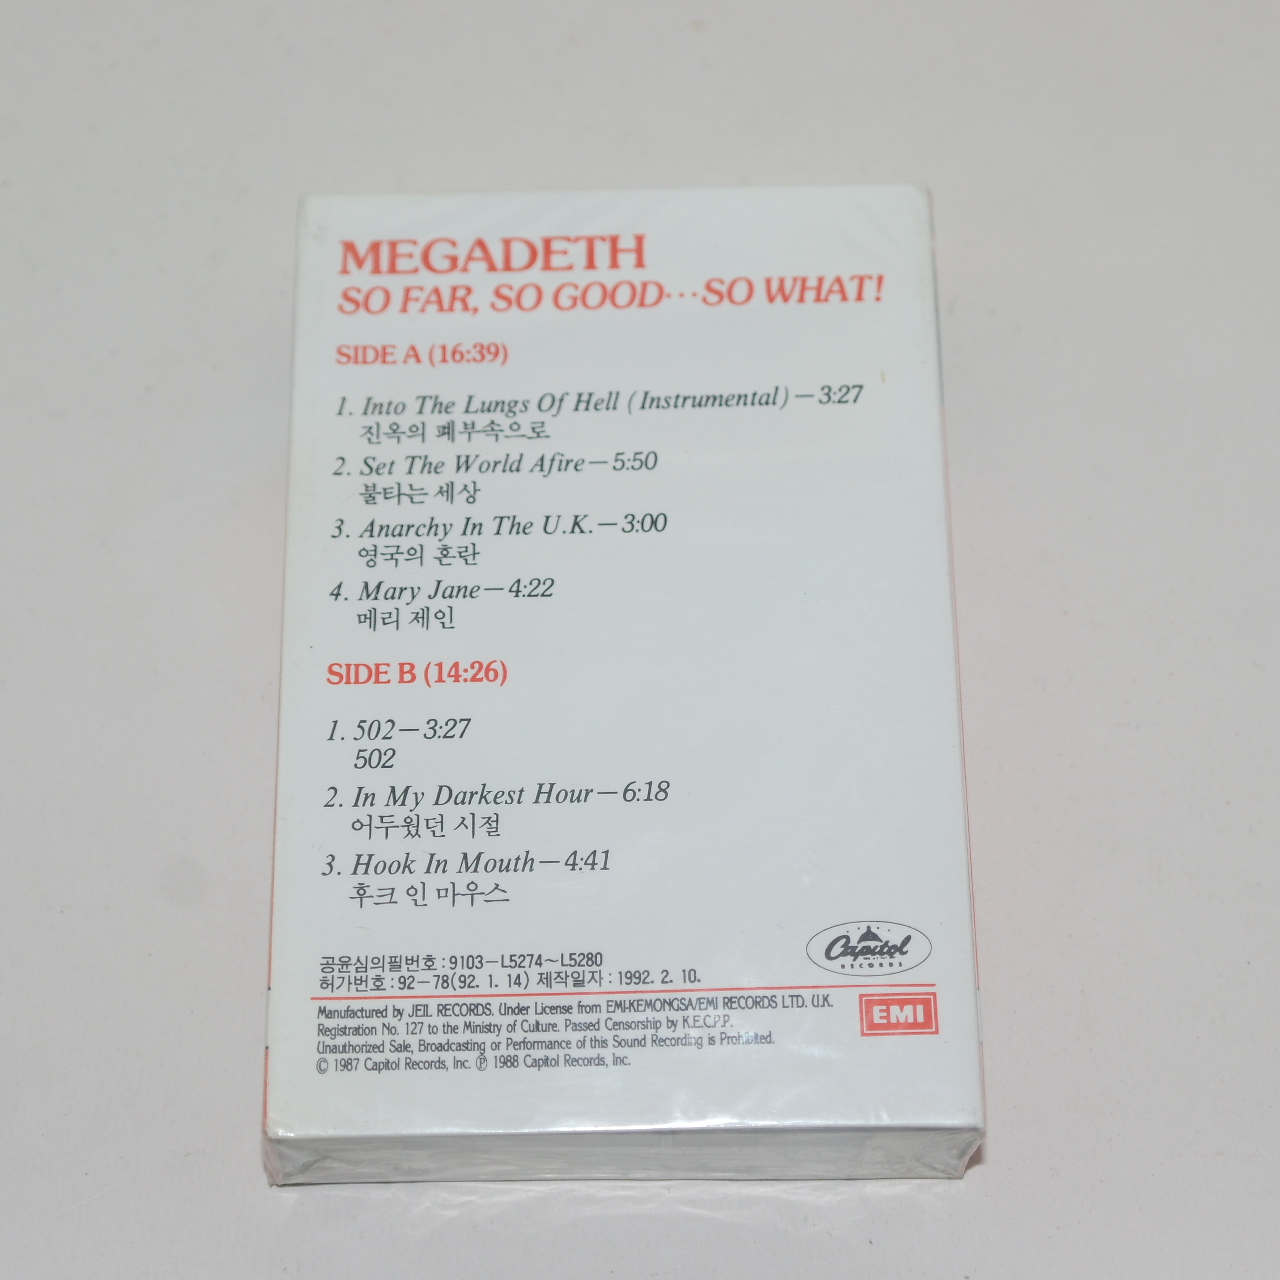 MEGADETH
SO FAR, SO GOOD···SO WHAT!
SIDE A (16:39)
1. Into The Lungs Of Hell (Instrumental)—3:27
진옥의 폐부속으로
2. Set The World Afire—5:50
불타는 세상
3. Anarchy In The U.K.—3:00
영국의 혼란
4. Mary Jane—4:22
메리 제인
SIDE B (14:26)
1. 502—3:27
502
2. In My Darkest Hour—6:18
어두웠던 시절
3. Hook In Mouth—4:41
후크 인 마우스
Capitol
RECORDS
공윤심의필번호:9103-L5274~L5280
허가번호:92-78(92. 1. 14) 제작일자:1992. 2. 10.
Manufactured by JEIL RECORDS. Under License from EMI-KEMONGSA/EMI RECORDS LTD. U.K.
Registration No. 127 to the Ministry of Culture. Passed Censorship by K.E.C.P.P.
Unauthorized Sale, Broadcasting or Performance of this Sound Recording is Prohibited.
© 1987 Capitol Records, Inc. ℗ 1988 Capitol Records, Inc.
EMI